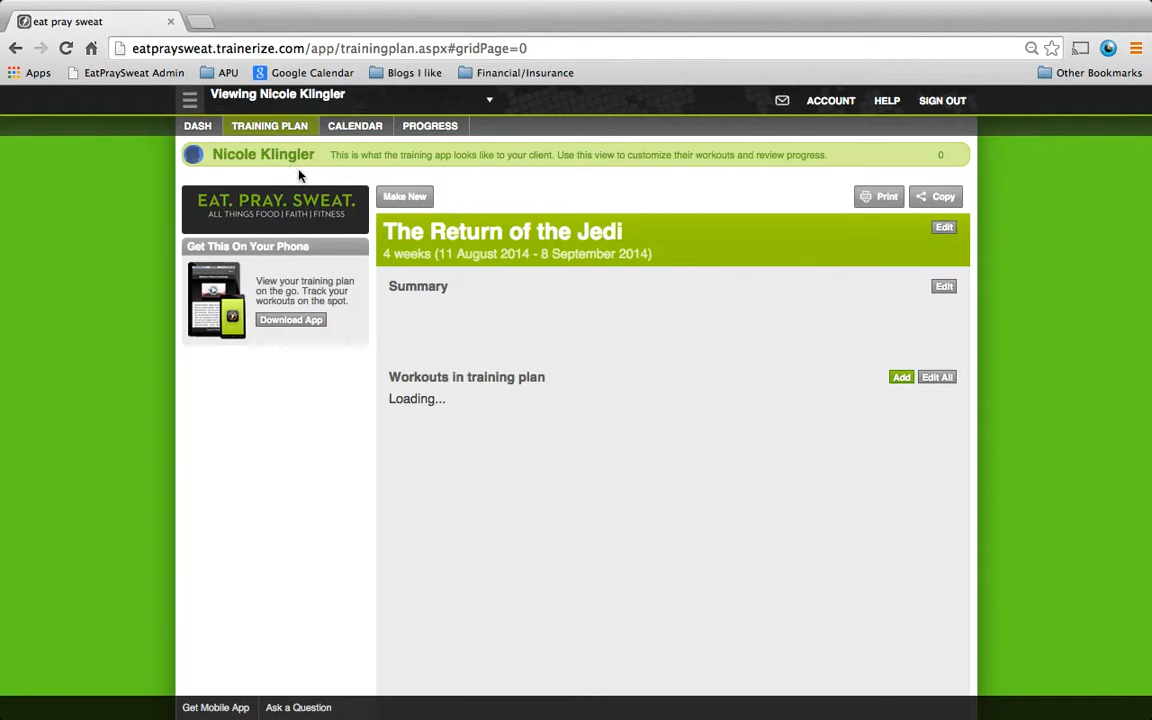 eat pray sweat
eatpraysweat.trainerize.com/app/trainingplan.aspx#gridPage=0
Apps EatPraySweat Admin APU Google Calendar Blogs I like Financial/Insurance Other Bookmarks
Viewing Nicole Klingler
ACCOUNT HELP SIGN OUT
DASH TRAINING PLAN CALENDAR PROGRESS
Nicole Klingler This is what the training app looks like to your client. Use this view to customize their workouts and review progress. 0
EAT. PRAY. SWEAT.
ALL THINGS FOOD | FAITH | FITNESS
Make New Print Copy
The Return of the Jedi Edit
4 weeks (11 August 2014 - 8 September 2014)
Get This On Your Phone
View your training plan
on the go. Track your
workouts on the spot.
Download App
Summary Edit
Workouts in training plan Add Edit All
Loading...
Get Mobile App Ask a Question